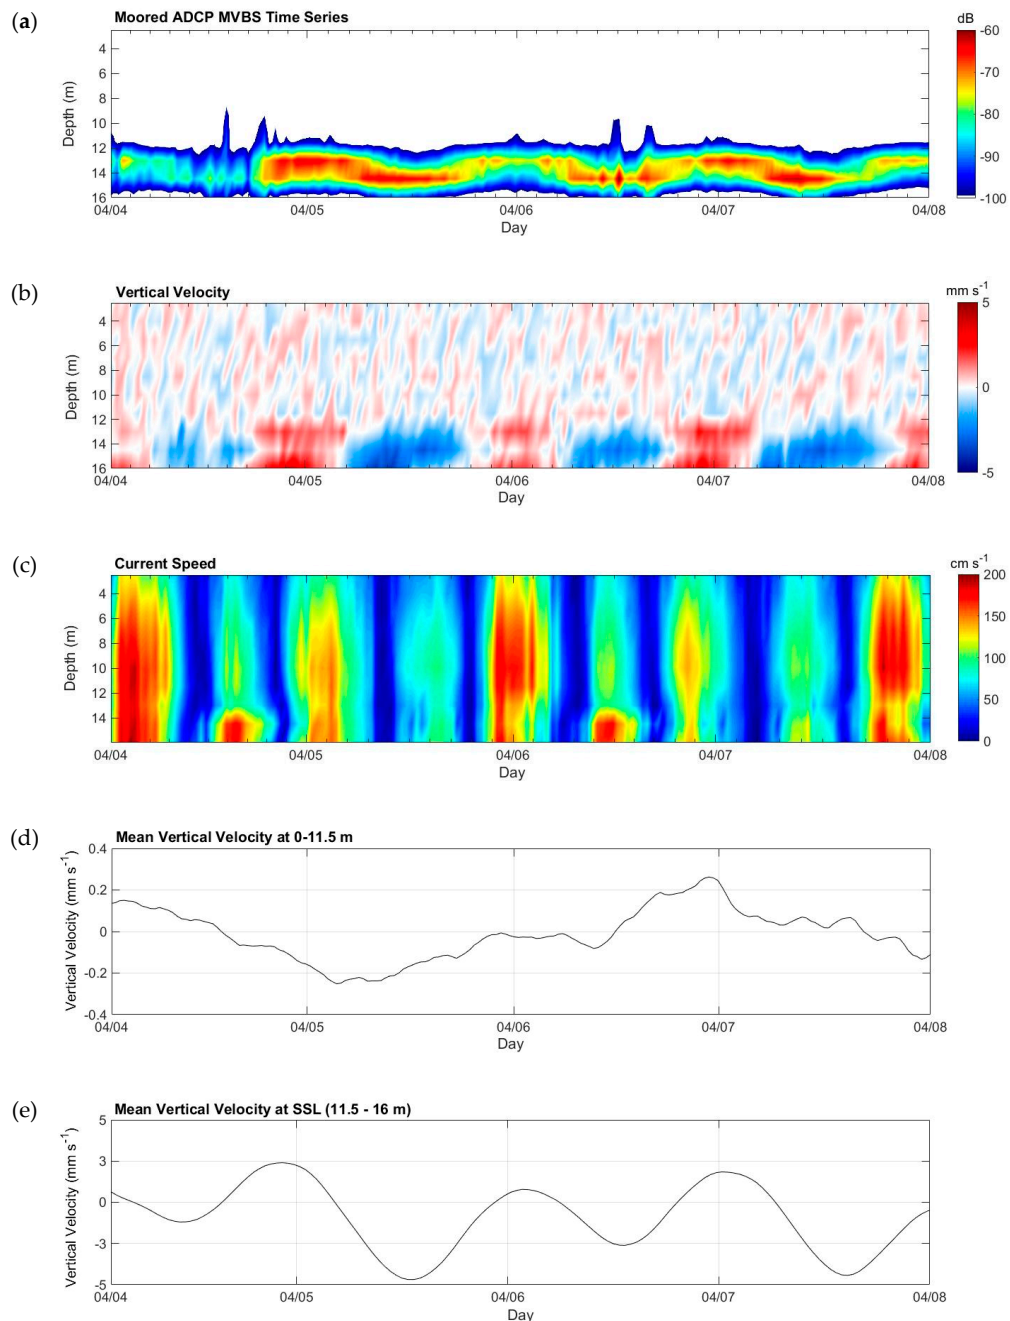 (a)
Moored ADCP MVBS Time Series
dB
4
6
8
10
12
14
16
Depth (m)
-60
-70
-80
-90
-100
04/04 04/05 04/06 04/07 04/08
Day
(b)
Vertical Velocity
mm s-1
4
6
8
10
12
14
16
Depth (m)
5
0
-5
04/04 04/05 04/06 04/07 04/08
Day
(c)
Current Speed
cm s-1
4
6
8
10
12
14
Depth (m)
200
150
100
50
0
04/04 04/05 04/06 04/07 04/08
Day
(d)
Mean Vertical Velocity at 0-11.5 m
0.4
0.2
0
-0.2
-0.4
Vertical Velocity (mm s-1)
04/04 04/05 04/06 04/07 04/08
Day
(e)
Mean Vertical Velocity at SSL (11.5 - 16 m)
5
3
0
-3
-5
Vertical Velocity (mm s-1)
04/04 04/05 04/06 04/07 04/08
Day